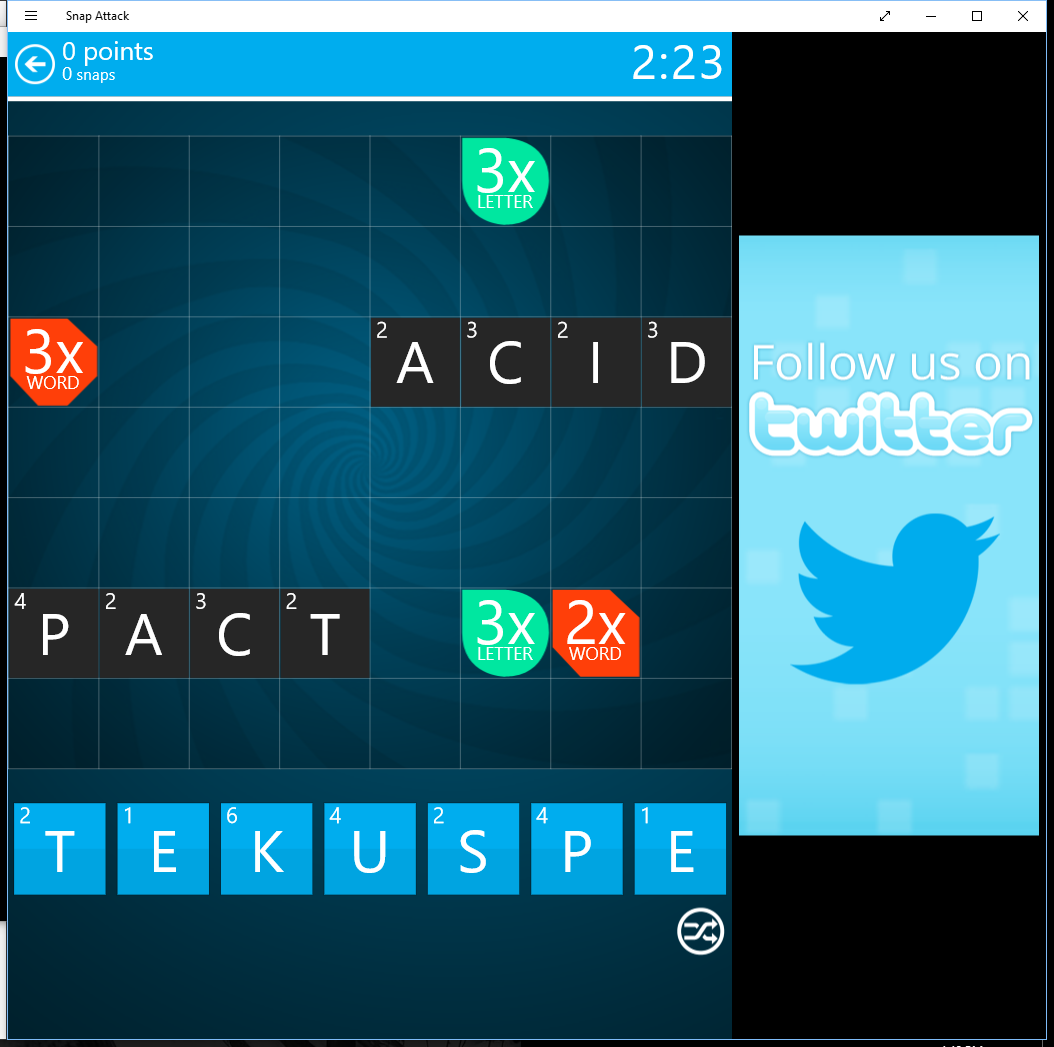 Snap Attack
0 points
0 snaps
2:23
3x
LETTER
3x
WORD
2 A 3 C 2 I 3 D
Follow us on
twitter
4 P 2 A 3 C 2 T
3x
LETTER
2x
WORD
2 T 1 E 6 K 4 U 2 S 4 P 1 E